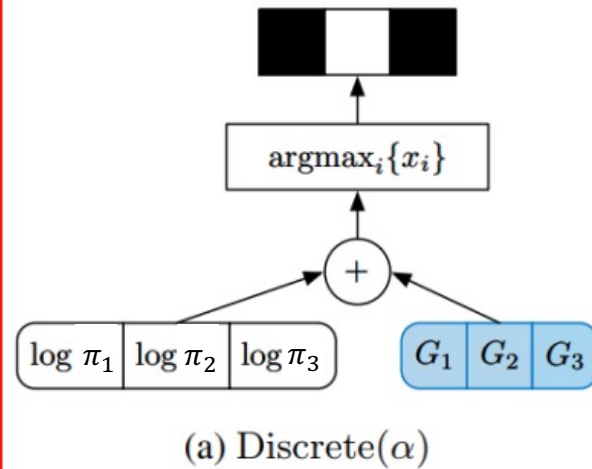 argmaxᵢ{xᵢ}
+
log π₁ log π₂ log π₃ G₁ G₂ G₃
(a) Discrete(α)